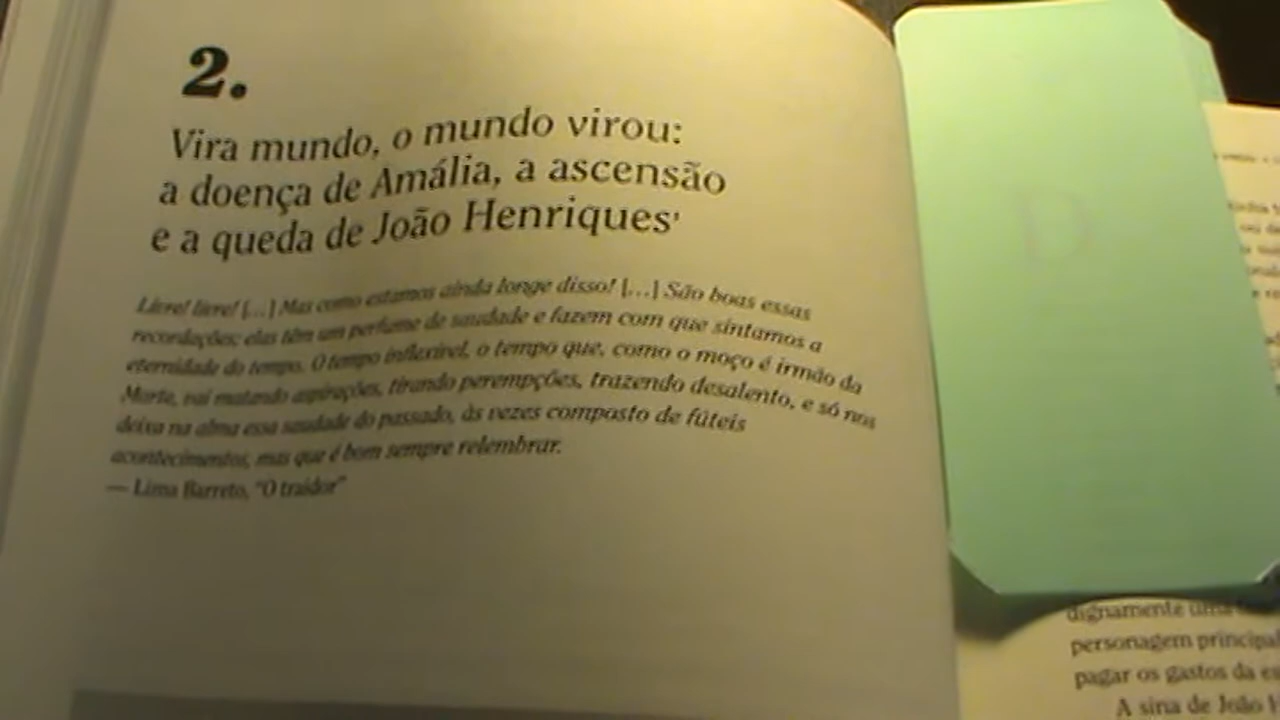 2.
Vira mundo, o mundo virou:
a doença de Amália, a ascensão
e a queda de João Henriques¹
Livre! livre! [...] Mas como estamos ainda longe disso! [...] São boas essas
recordações; elas têm um perfume de saudade e fazem com que sintamos a
eternidade do tempo. O tempo inflexível, o tempo que, como o moço é irmão da
Morte, vai matando aspirações, tirando perempções, trazendo desalento, e só nos
deixa na alma essa saudade do passado, às vezes composto de fúteis
acontecimentos, mas que é bom sempre relembrar.
— Lima Barreto, "O traidor"
dignamente uma
personagem principal
pagar os gastos da
A sina de João